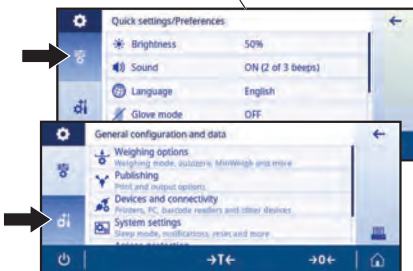 Quick settings/Preferences
Brightness 50%
Sound ON (2 of 3 beeps)
Language English
Glove mode OFF
General configuration and data
Weighing options
Weighing mode, autozero, MinWeigh and more
Publishing
Print and output options
Devices and connectivity
Printers, PC, barcode readers and other devices
System settings
Sleep mode, notifications, reset and more
Access protection
→T←
→0←